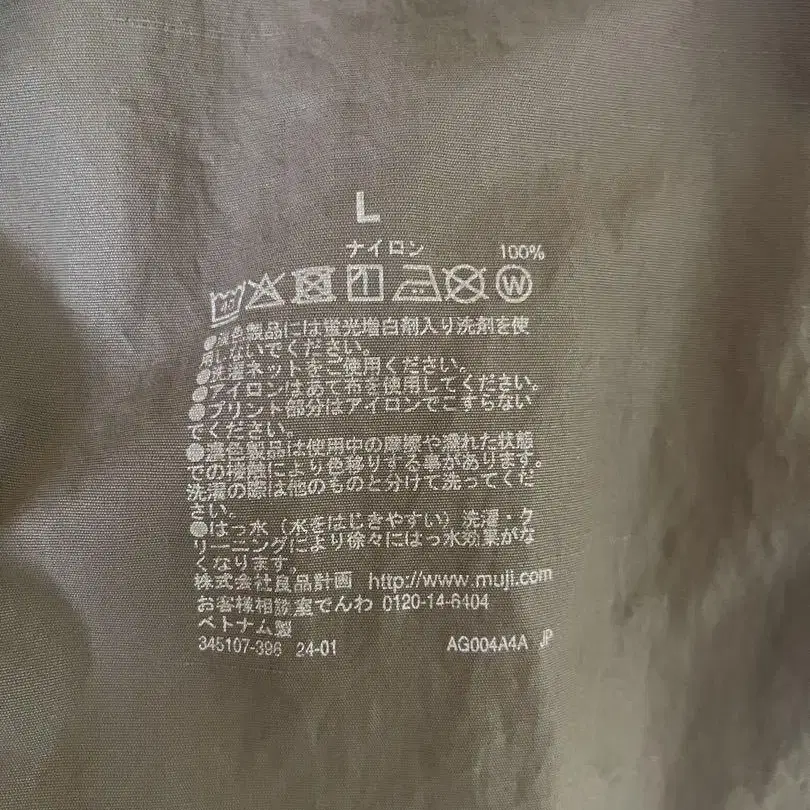 L
ナイロン 100%
W
●淡色製品には蛍光増白剤入り洗剤を使
用しないでください。
●洗濯ネットをご使用ください。
●アイロンはあて布を使用してください。
●プリント部分はアイロンでこすらない
でください。
●濃色製品は使用中の摩擦や濡れた状態
での接触により色移りする事があります。
洗濯の際は他のものと分けて洗ってくだ
さい。
●はっ水（水をはじきやすい）洗濯・ク
リーニングにより徐々にはっ水効果がな
くなります。
株式会社良品計画 http://www.muji.com
お客様相談室でんわ 0120-14-6404
ベトナム製
345107-396 24-01 AG004A4A JP